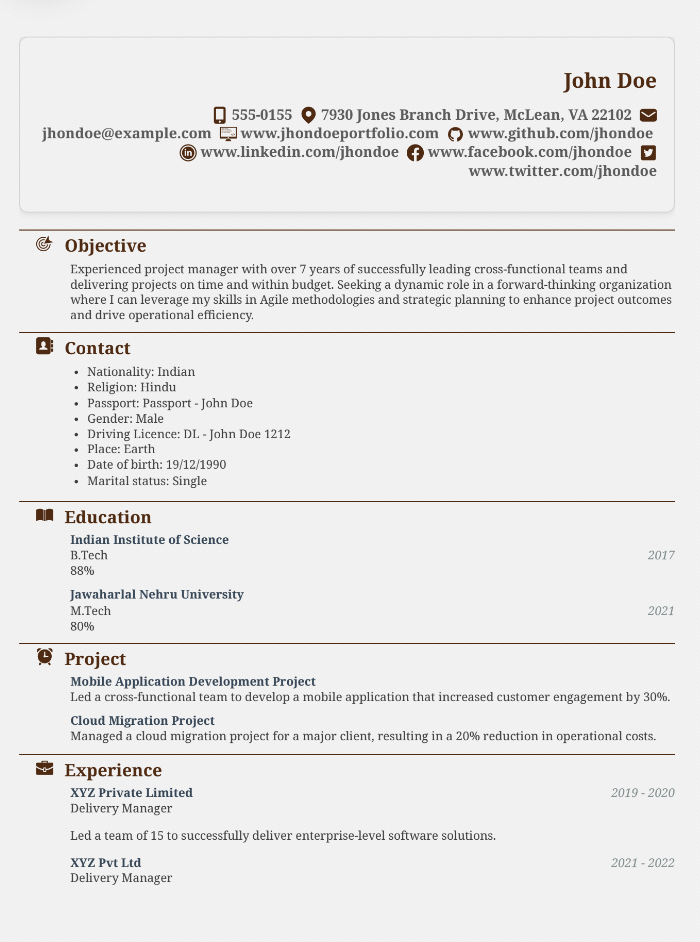 John Doe
555-0155 7930 Jones Branch Drive, McLean, VA 22102
jhondoe@example.com www.jhondoeportfolio.com www.github.com/jhondoe
www.linkedin.com/jhondoe www.facebook.com/jhondoe
www.twitter.com/jhondoe
Objective
Experienced project manager with over 7 years of successfully leading cross-functional teams and
delivering projects on time and within budget. Seeking a dynamic role in a forward-thinking organization
where I can leverage my skills in Agile methodologies and strategic planning to enhance project outcomes
and drive operational efficiency.
Contact
• Nationality: Indian
• Religion: Hindu
• Passport: Passport - John Doe
• Gender: Male
• Driving Licence: DL - John Doe 1212
• Place: Earth
• Date of birth: 19/12/1990
• Marital status: Single
Education
Indian Institute of Science
B.Tech 2017
88%
Jawaharlal Nehru University
M.Tech 2021
80%
Project
Mobile Application Development Project
Led a cross-functional team to develop a mobile application that increased customer engagement by 30%.
Cloud Migration Project
Managed a cloud migration project for a major client, resulting in a 20% reduction in operational costs.
Experience
XYZ Private Limited 2019 - 2020
Delivery Manager
Led a team of 15 to successfully deliver enterprise-level software solutions.
XYZ Pvt Ltd 2021 - 2022
Delivery Manager